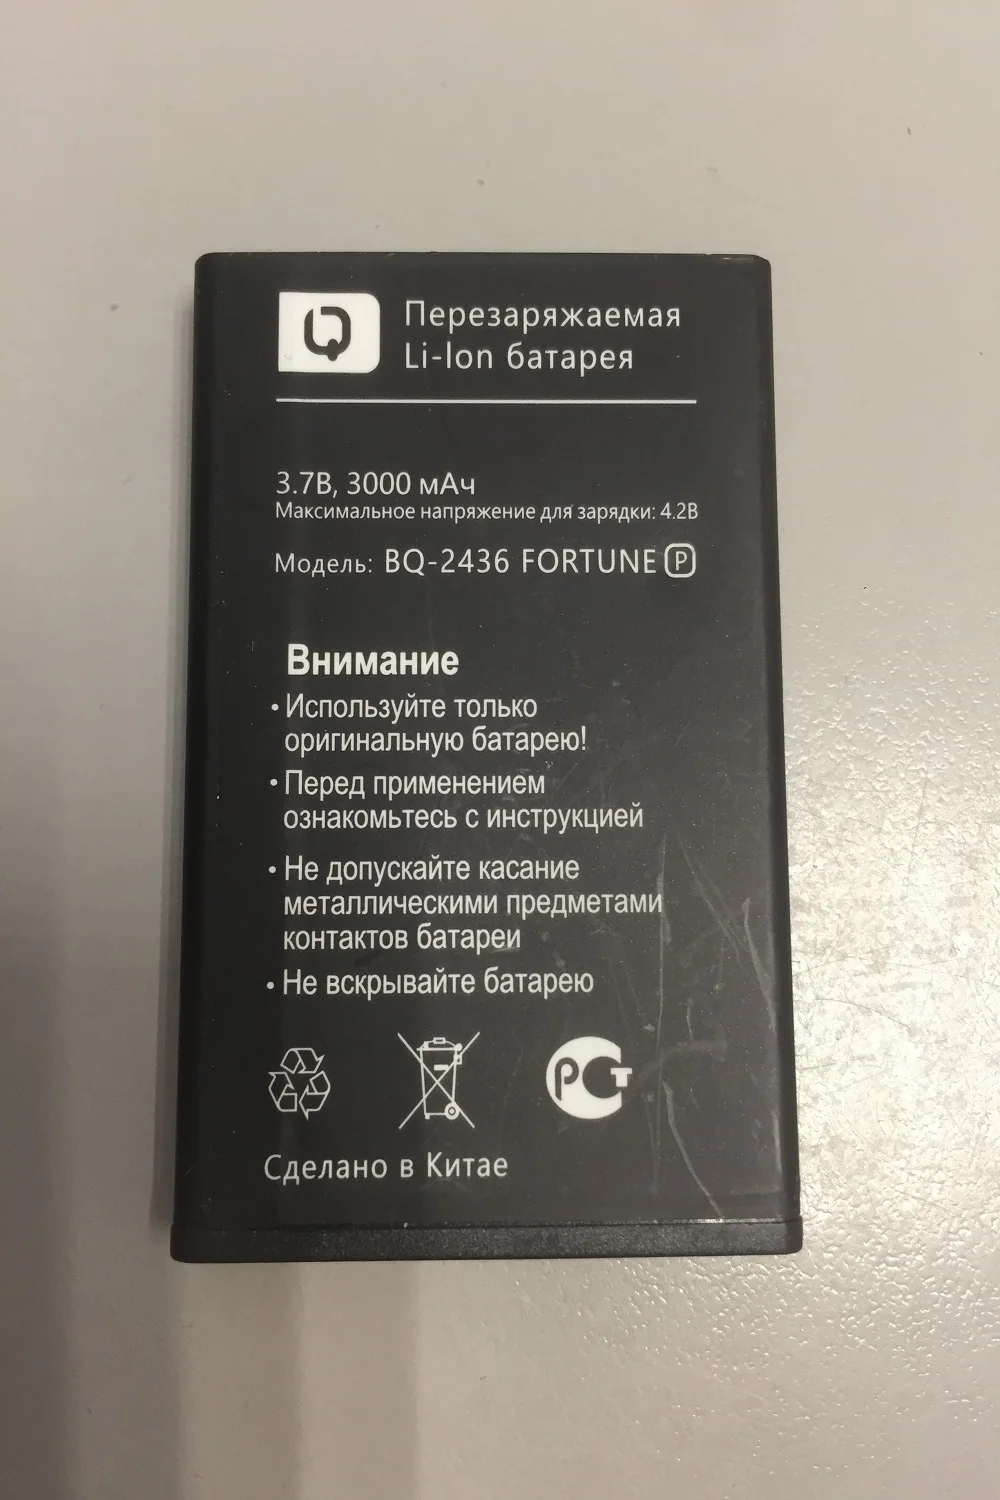 Перезаряжаемая
Li-Ion батарея
3.7В, 3000 мАч
Максимальное напряжение для зарядки: 4.2В
Модель: BQ-2436 FORTUNE P
Внимание
• Используйте только
оригинальную батарею!
• Перед применением
ознакомьтесь с инструкцией
• Не допускайте касание
металлическими предметами
контактов батареи
• Не вскрывайте батарею
РСТ
Сделано в Китае